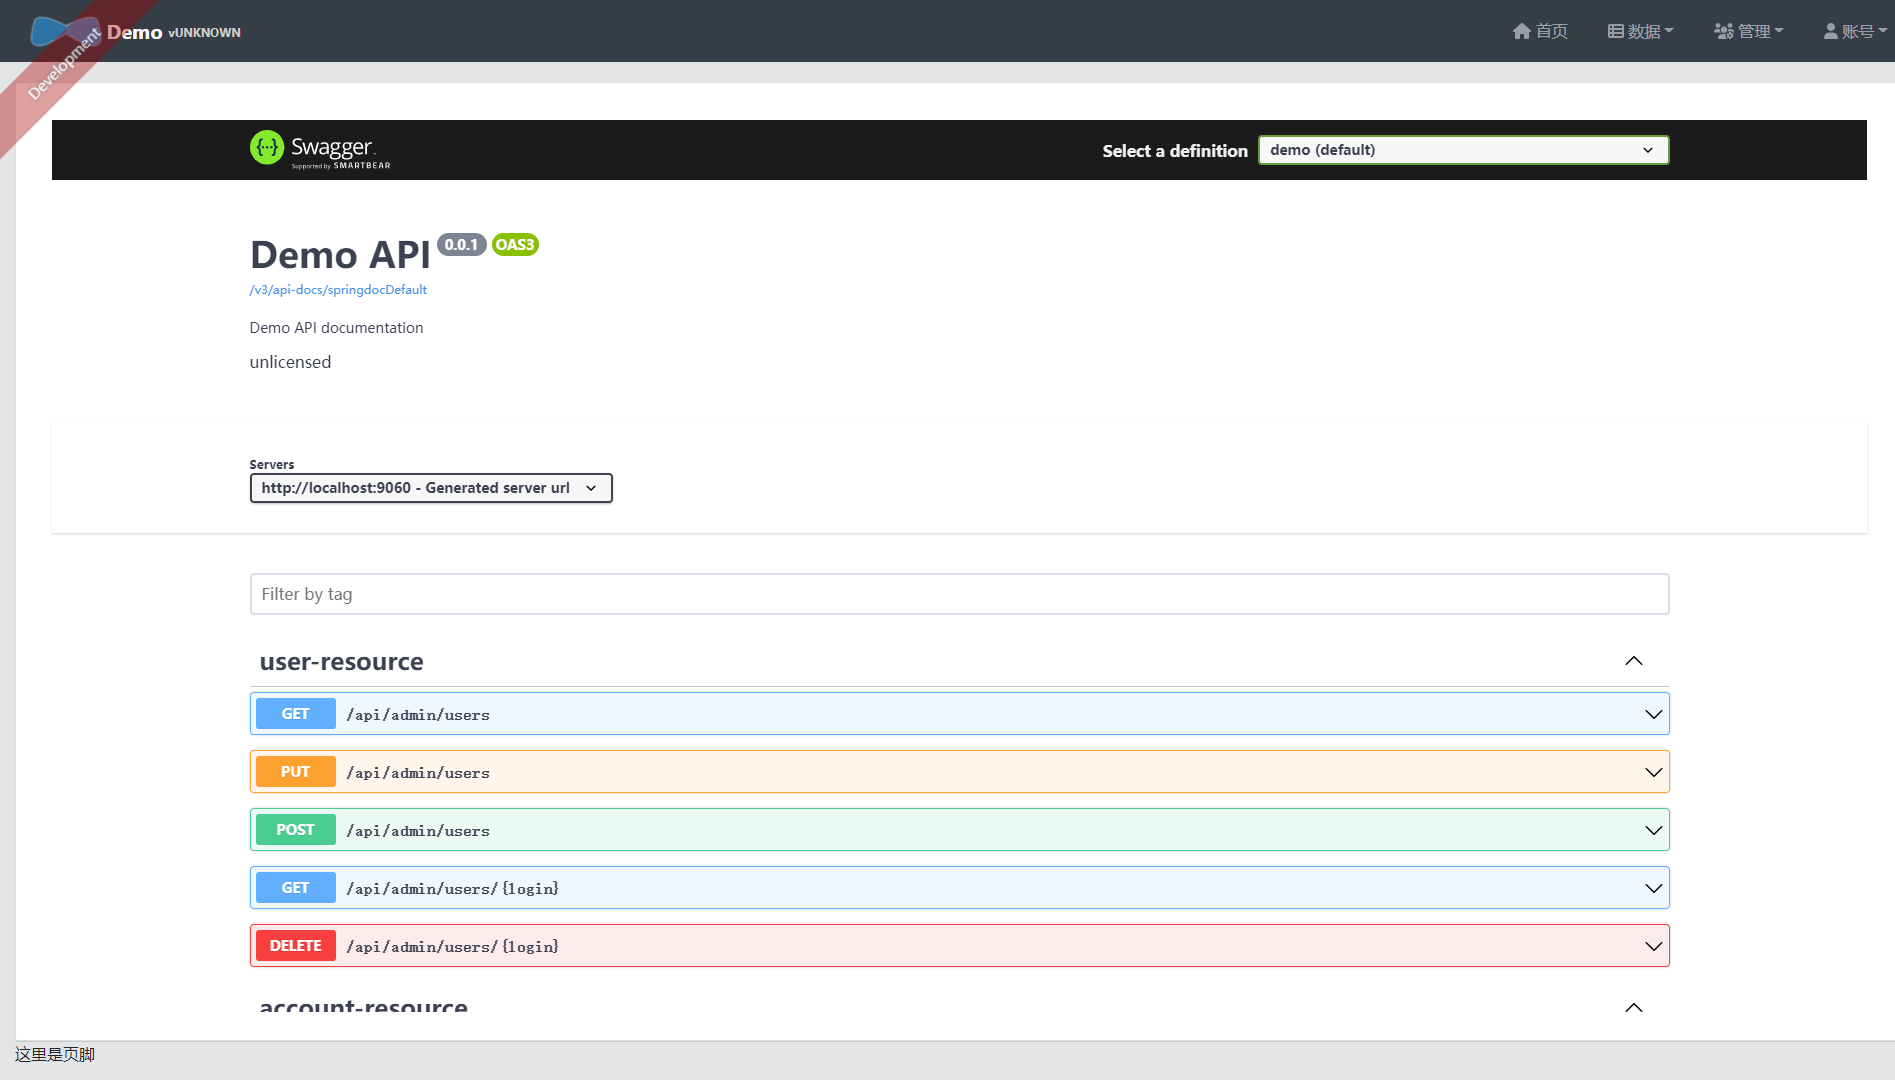 Demo vUNKNOWN 首页 数据 管理 账号
Development
Swagger. Supported by SMARTBEAR
Select a definition demo (default)
Demo API 0.0.1 OAS3
/v3/api-docs/springdocDefault
Demo API documentation
unlicensed
Servers
http://localhost:9060 - Generated server url
Filter by tag
user-resource
GET /api/admin/users
PUT /api/admin/users
POST /api/admin/users
GET /api/admin/users/{login}
DELETE /api/admin/users/{login}
account-resource
这里是页脚